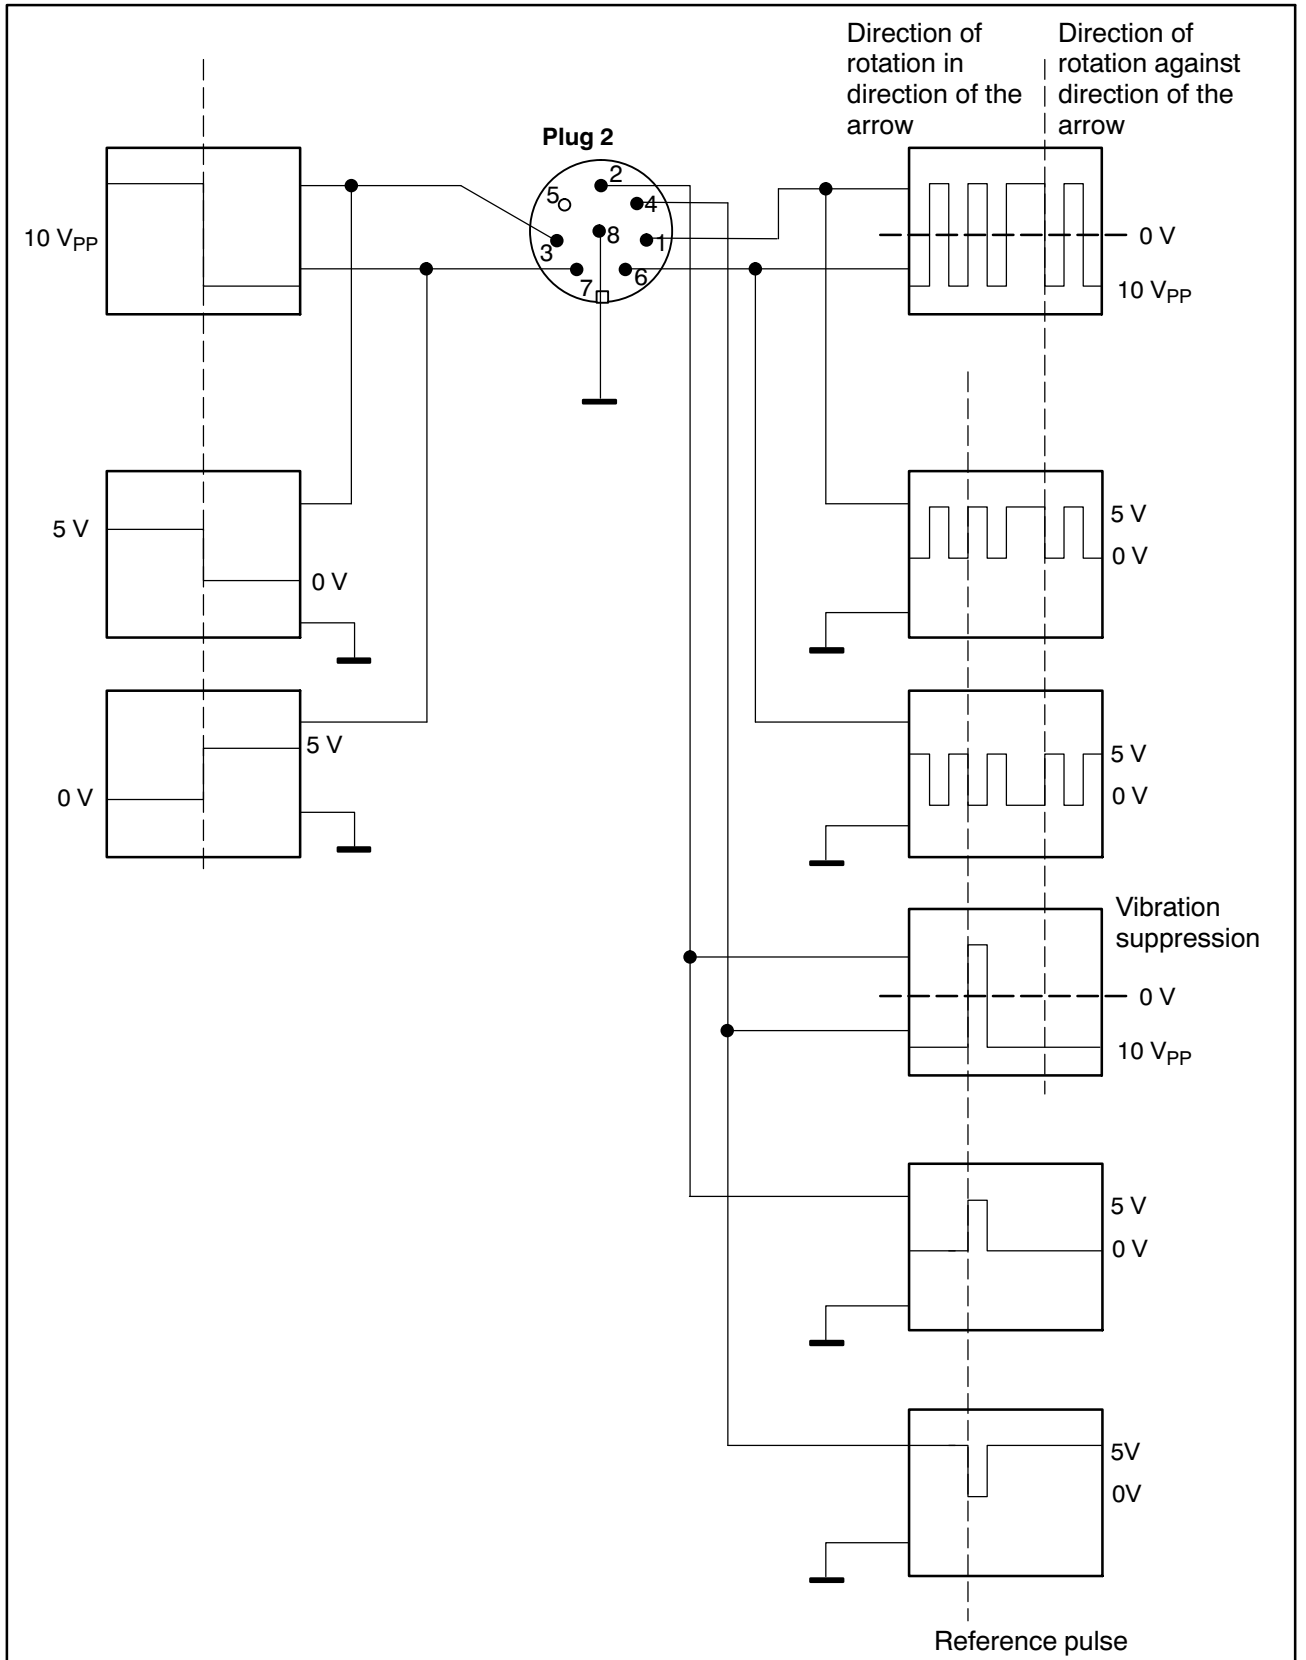 Direction of
rotation in
direction of the
arrow
Direction of
rotation against
direction of the
arrow
Plug 2
2
5
4
8
1
3
6
7
10 VPP
0 V
10 VPP
5 V
0 V
5 V
0 V
5 V
0 V
5 V
0 V
Vibration
suppression
0 V
10 VPP
5 V
0 V
5V
0V
Reference pulse